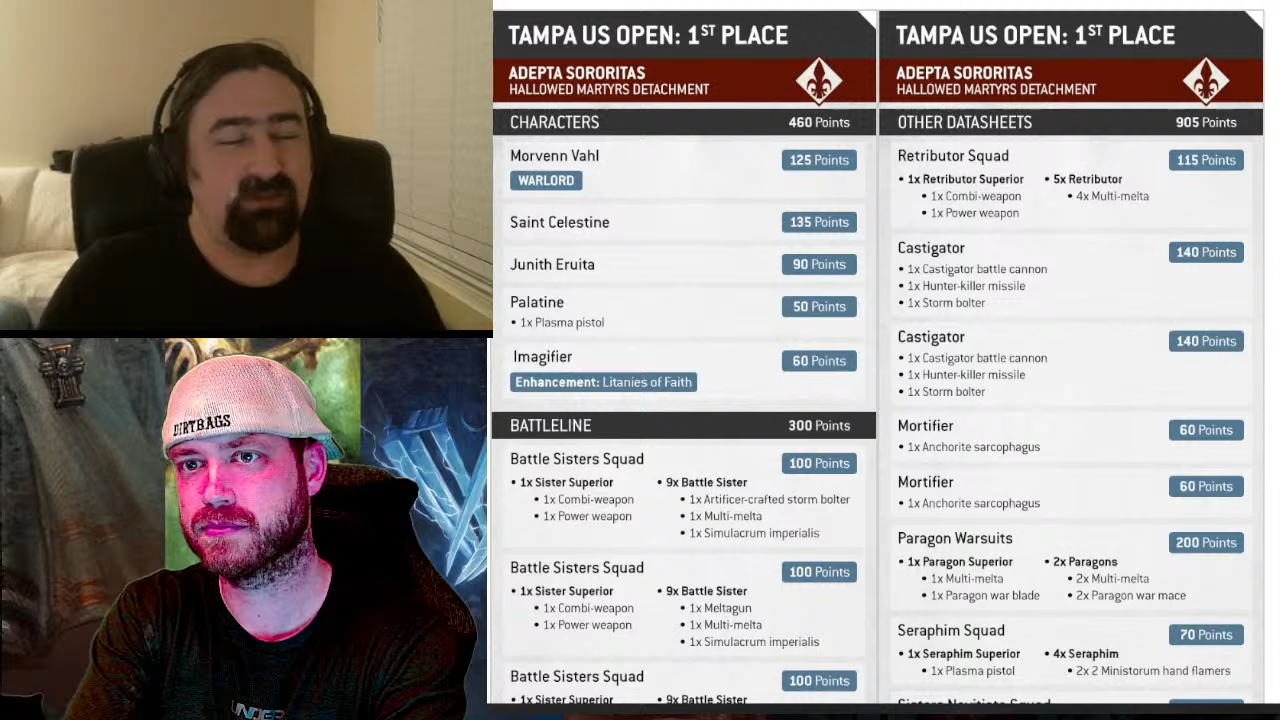 DIRTBAGS
UNDER
TAMPA US OPEN: 1ST PLACE
ADEPTA SORORITAS
HALLOWED MARTYRS DETACHMENT
CHARACTERS 460 Points
Morvenn Vahl 125 Points
WARLORD
Saint Celestine 135 Points
Junith Eruita 90 Points
Palatine 50 Points
• 1x Plasma pistol
Imagifier 60 Points
Enhancement: Litanies of Faith
BATTLELINE 300 Points
Battle Sisters Squad 100 Points
• 1x Sister Superior • 9x Battle Sister
• 1x Combi-weapon • 1x Artificer-crafted storm bolter
• 1x Power weapon • 1x Multi-melta
• 1x Simulacrum imperialis
Battle Sisters Squad 100 Points
• 1x Sister Superior • 9x Battle Sister
• 1x Combi-weapon • 1x Meltagun
• 1x Power weapon • 1x Multi-melta
• 1x Simulacrum imperialis
Battle Sisters Squad 100 Points
• 1x Sister Superior • 9x Battle Sister
TAMPA US OPEN: 1ST PLACE
ADEPTA SORORITAS
HALLOWED MARTYRS DETACHMENT
OTHER DATASHEETS 905 Points
Retributor Squad 115 Points
• 1x Retributor Superior • 5x Retributor
• 1x Combi-weapon • 4x Multi-melta
• 1x Power weapon
Castigator 140 Points
• 1x Castigator battle cannon
• 1x Hunter-killer missile
• 1x Storm bolter
Castigator 140 Points
• 1x Castigator battle cannon
• 1x Hunter-killer missile
• 1x Storm bolter
Mortifier 60 Points
• 1x Anchorite sarcophagus
Mortifier 60 Points
• 1x Anchorite sarcophagus
Paragon Warsuits 200 Points
• 1x Paragon Superior • 2x Paragons
• 1x Multi-melta • 2x Multi-melta
• 1x Paragon war blade • 2x Paragon war mace
Seraphim Squad 70 Points
• 1x Seraphim Superior • 4x Seraphim
• 1x Plasma pistol • 2x 2 Ministorum hand flamers